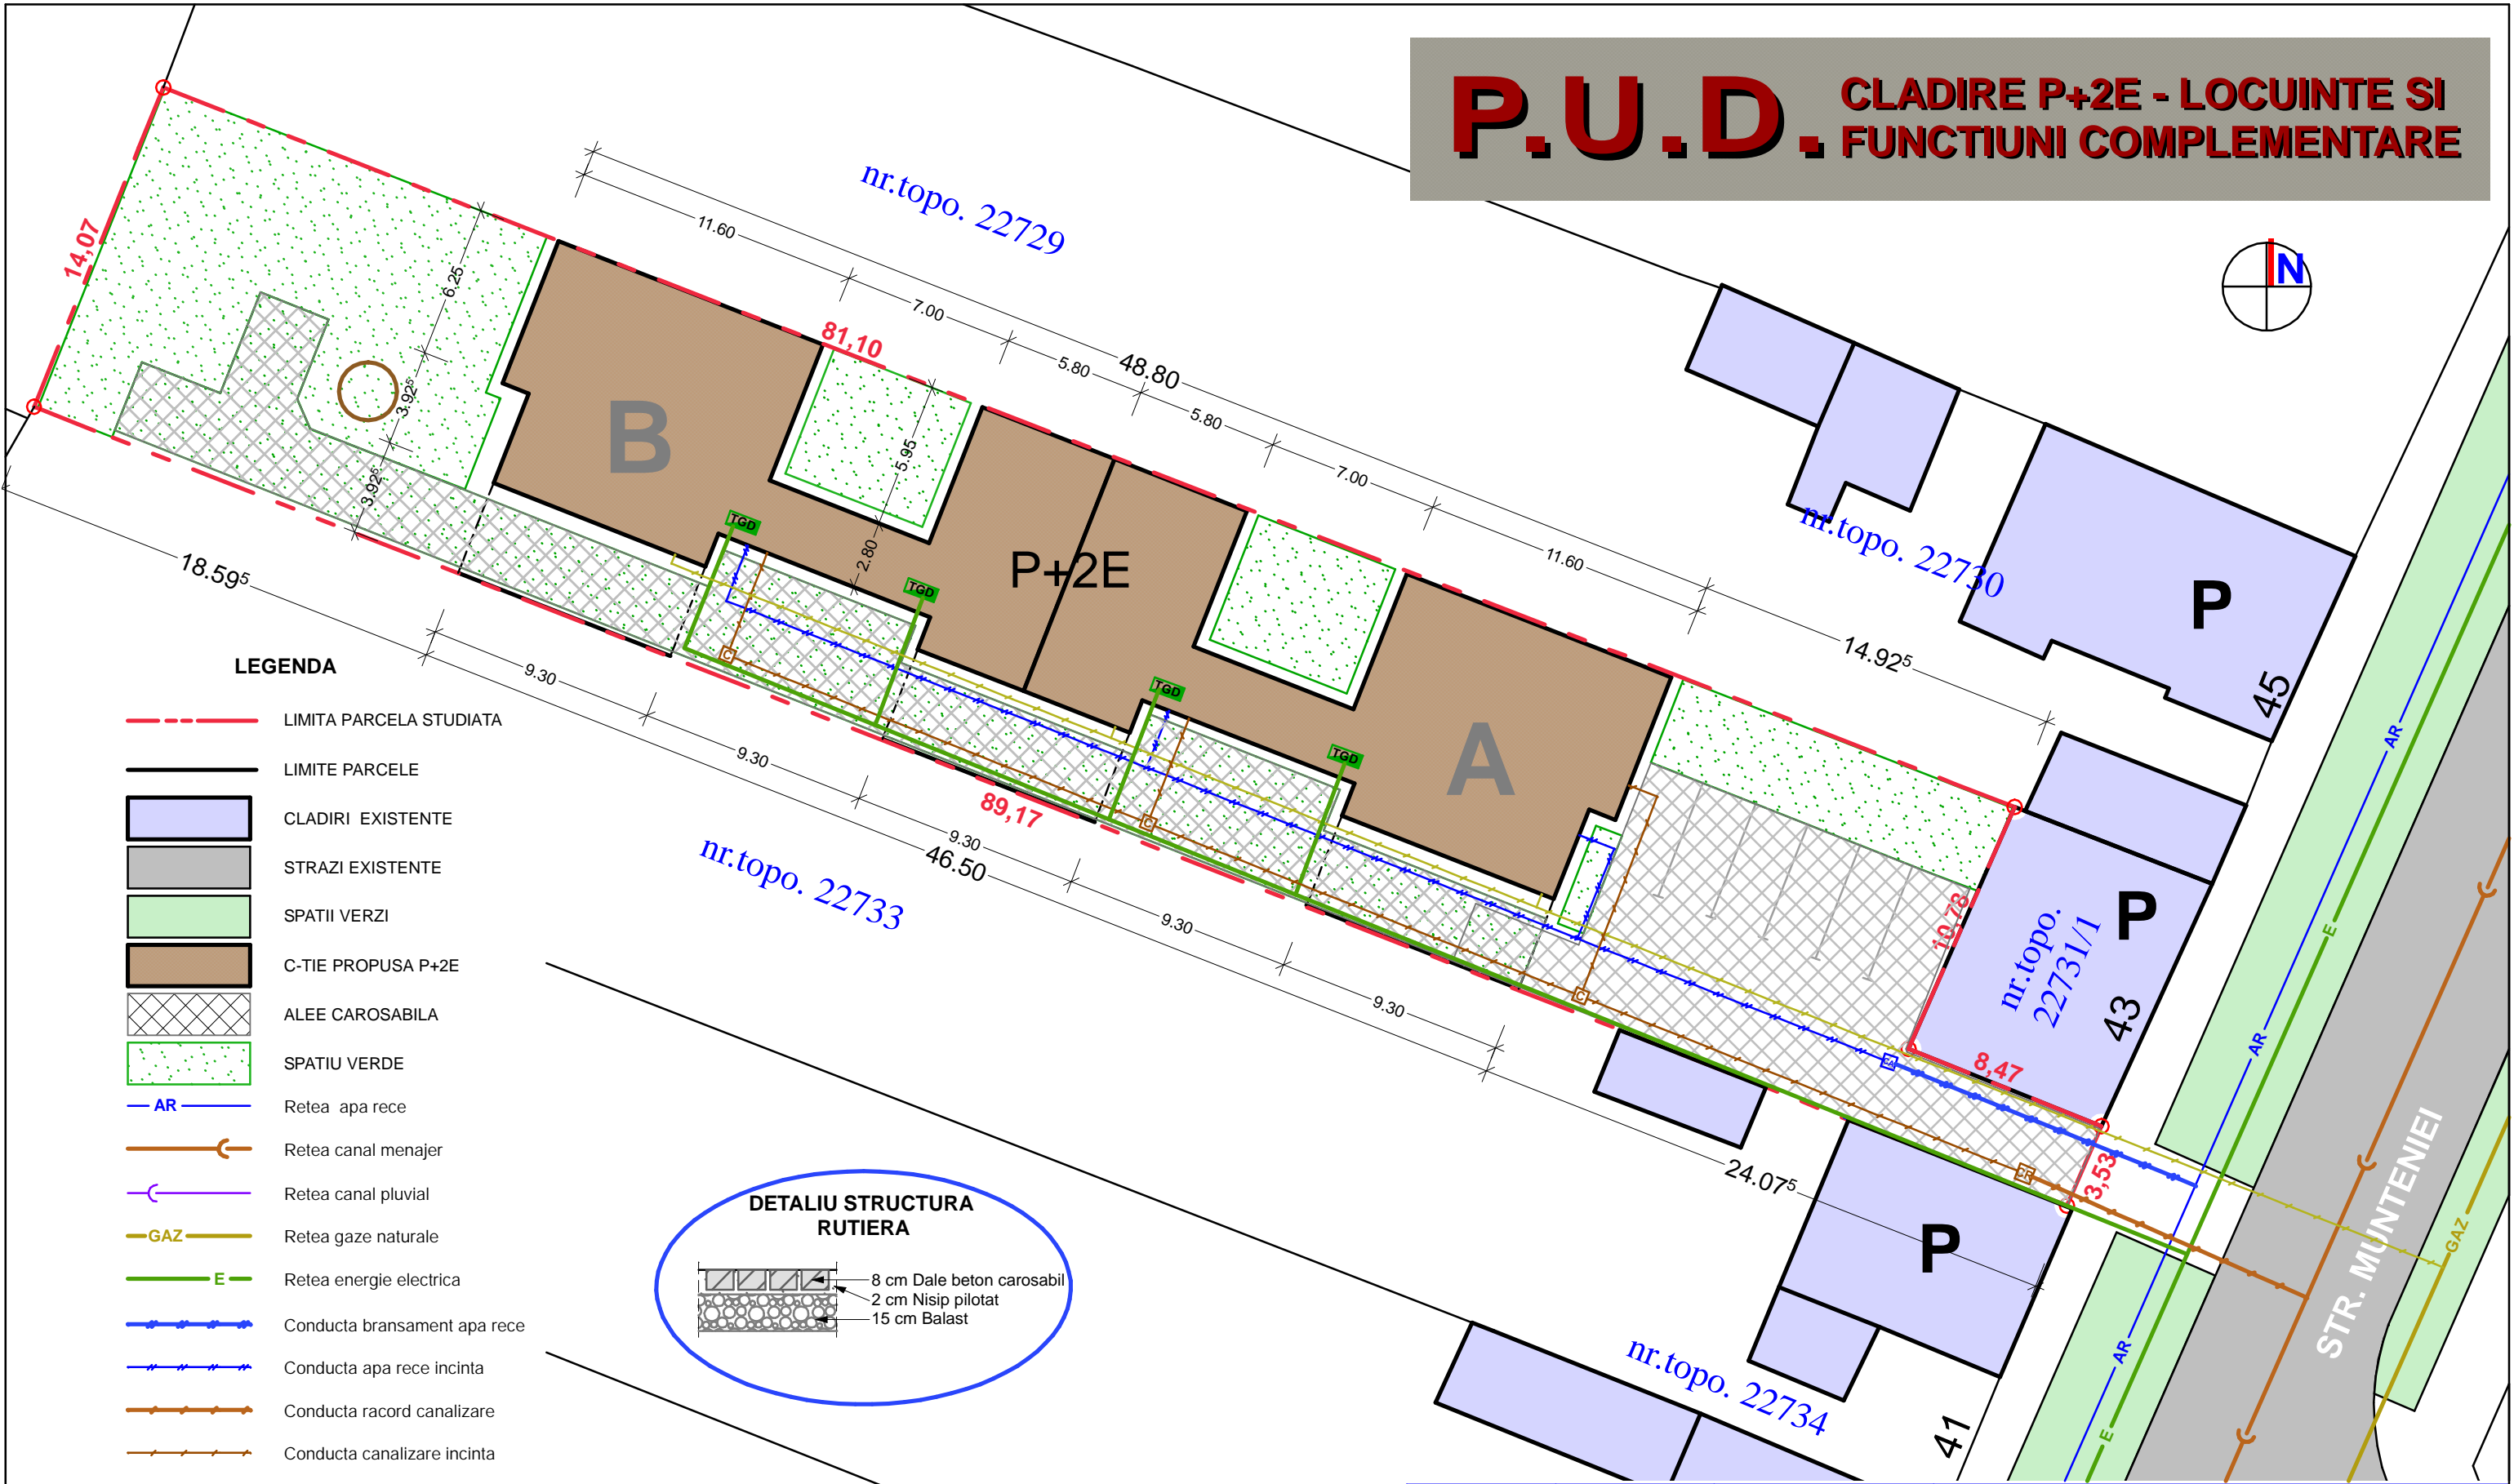 P.U.D.
CLADIRE P+2E - LOCUINTE SI
FUNCTIUNI COMPLEMENTARE
N
nr.topo. 22729
14,07
11.60
7.00
5.80
48.80
5.80
7.00
11.60
14.92⁵
81,10
6.25
3.92⁵
3.92⁵
5.95
2.80
B
P+2E
A
TGD
TGD
TGD
TGD
C
C
C
nr.topo. 22730
P
45
18.59⁵
9.30
9.30
9.30
46.50
9.30
9.30
24.07⁵
89,17
nr.topo. 22733
10,78
nr.topo.
22731/1
P
43
8,47
3,53
CA
CR
P
nr.topo. 22734
41
AR
AR
AR
E
E
GAZ
STR. MUNTENIEI
LEGENDA
LIMITA PARCELA STUDIATA
LIMITE PARCELE
CLADIRI EXISTENTE
STRAZI EXISTENTE
SPATII VERZI
C-TIE PROPUSA P+2E
ALEE CAROSABILA
SPATIU VERDE
AR Retea apa rece
Retea canal menajer
Retea canal pluvial
GAZ Retea gaze naturale
E Retea energie electrica
Conducta bransament apa rece
Conducta apa rece incinta
Conducta racord canalizare
Conducta canalizare incinta
DETALIU STRUCTURA
RUTIERA
8 cm Dale beton carosabil
2 cm Nisip pilotat
15 cm Balast